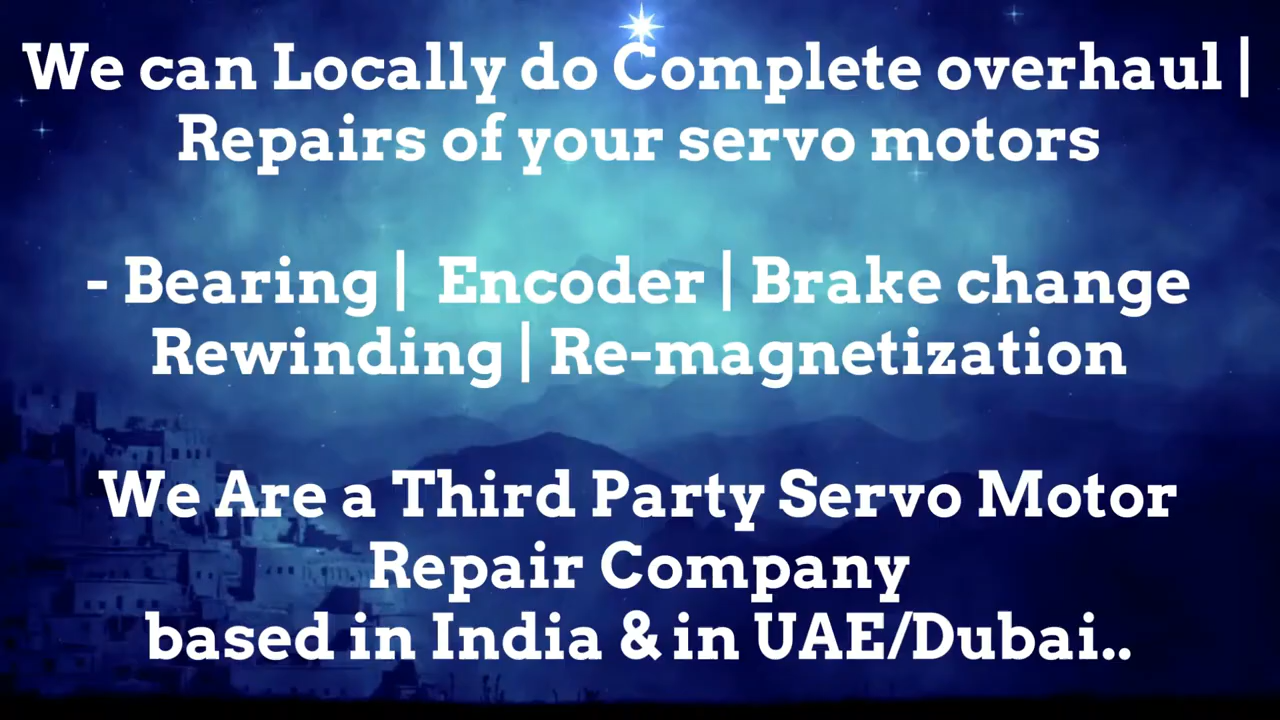 We can Locally do Complete overhaul |
Repairs of your servo motors
- Bearing | Encoder | Brake change
Rewinding | Re-magnetization
We Are a Third Party Servo Motor
Repair Company
based in India & in UAE/Dubai..